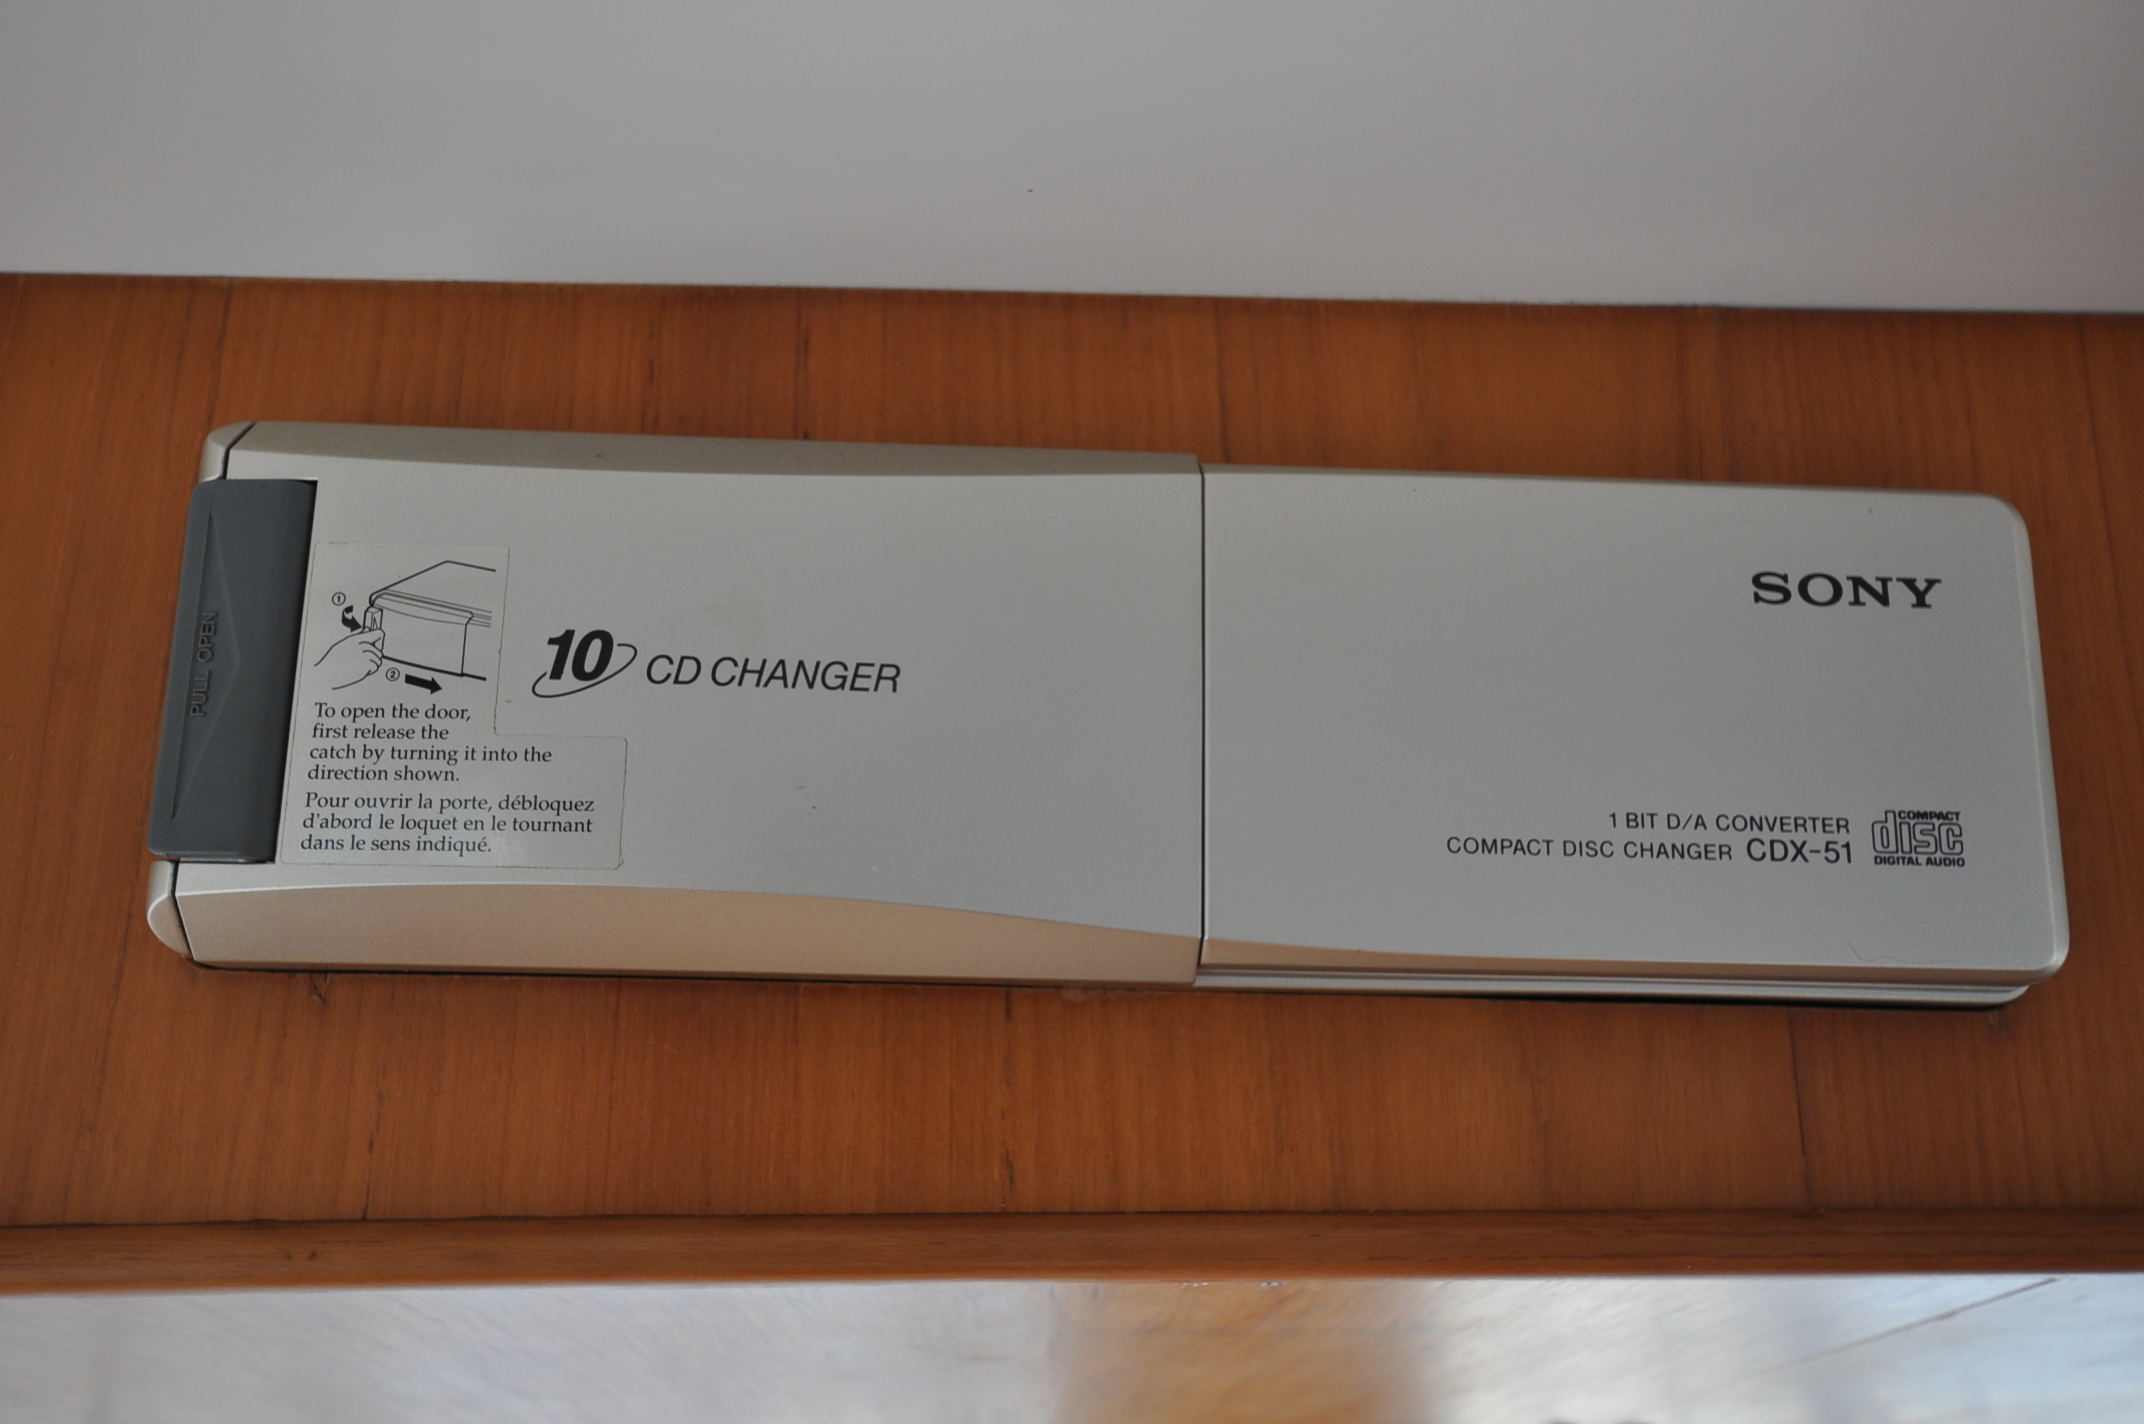 PULL OPEN
1
2
To open the door,
first release the
catch by turning it into the
direction shown.
Pour ouvrir la porte, débloquez
d'abord le loquet en le tournant
dans le sens indiqué.
10 CD CHANGER
SONY
1 BIT D/A CONVERTER
COMPACT DISC CHANGER CDX-51
COMPACT
disc
DIGITAL AUDIO